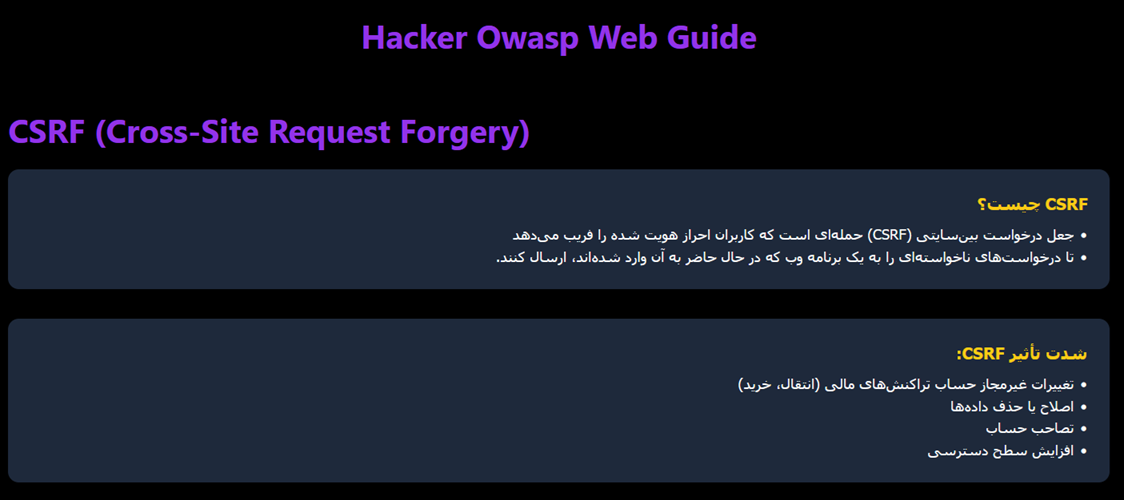 Hacker Owasp Web Guide
CSRF (Cross-Site Request Forgery)
CSRF چیست؟
• جعل درخواست بین‌سایتی (CSRF) حمله‌ای است که کاربران احراز هویت شده را فریب می‌دهد
• تا درخواست‌های ناخواسته‌ای را به یک برنامه وب که در حال حاضر به آن وارد شده‌اند، ارسال کنند.
شدت تأثیر CSRF:
• تغییرات غیرمجاز حساب تراکنش‌های مالی (انتقال، خرید)
• اصلاح یا حذف داده‌ها
• تصاحب حساب
• افزایش سطح دسترسی